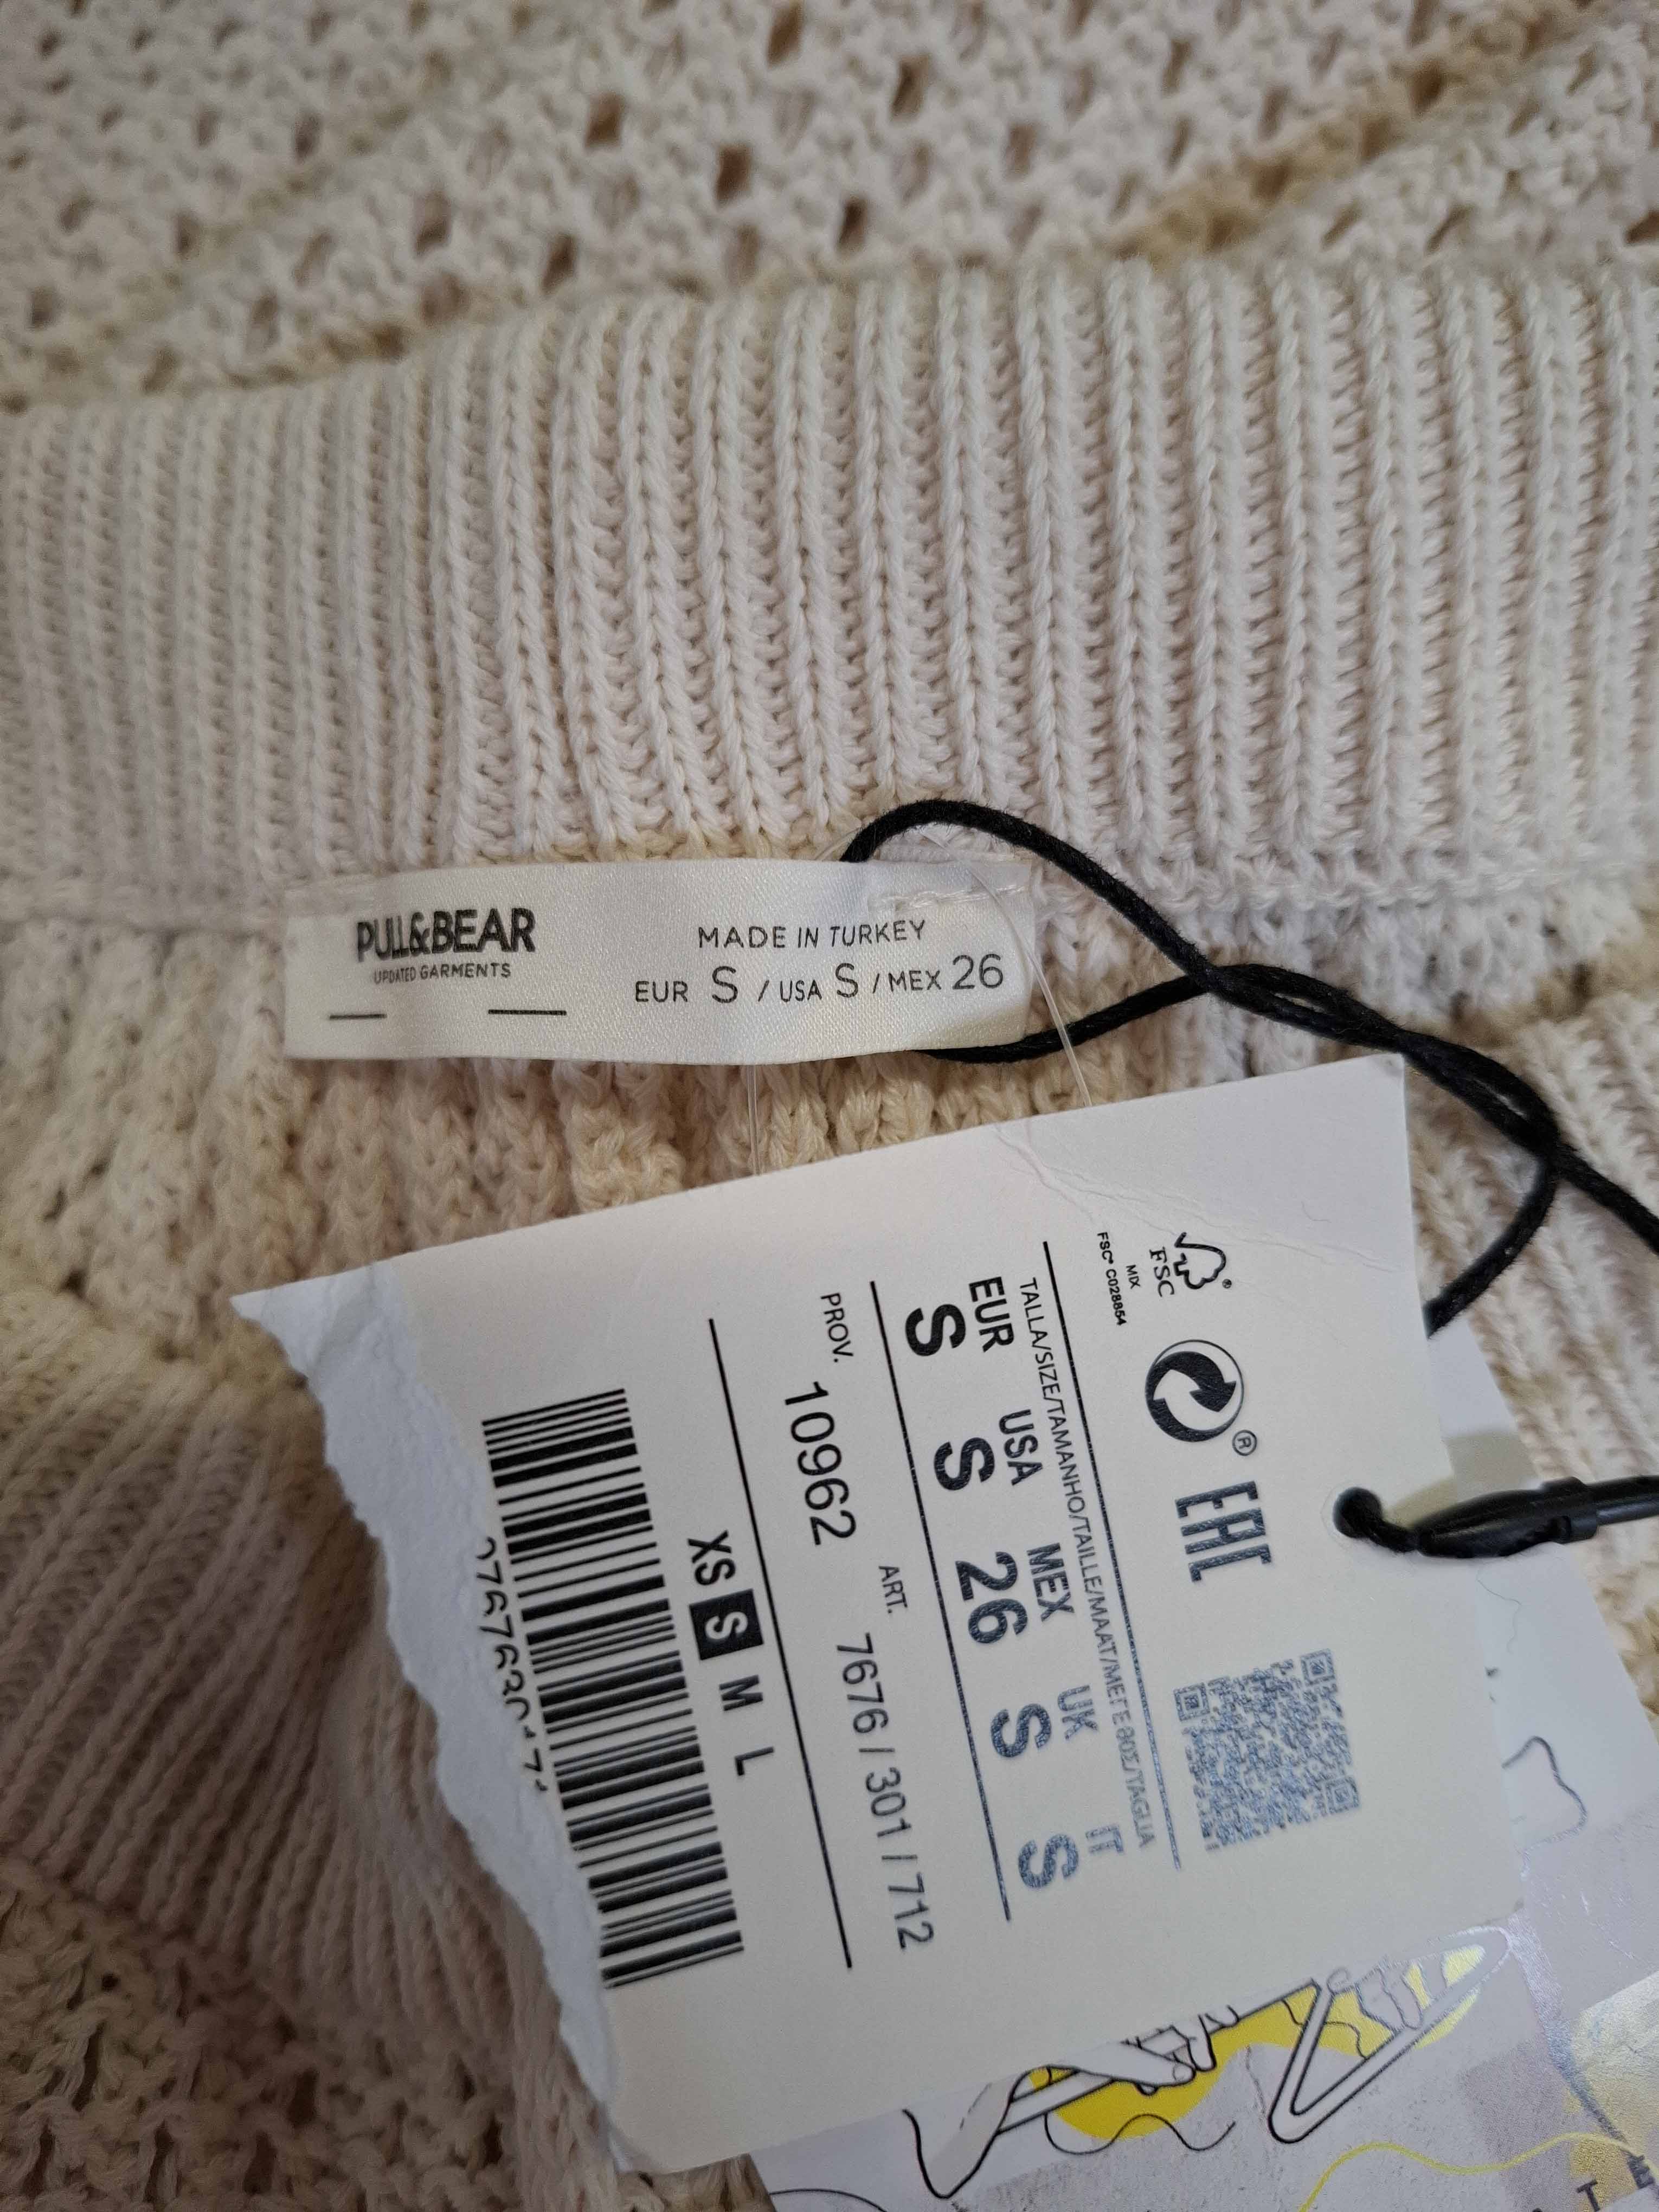 PULL&BEAR
UPDATED GARMENTS
MADE IN TURKEY
EUR S / USA S / MEX 26
FSC
MIX
FSC® C028854
® EAC
TALLA/SIZE/TAMANHO/TAILLE/MAAT/ΜΕΓΕΘΟΣ/TAGLIA
EUR USA MEX UK IT
S S 26 S S
PROV. 10962 ART. 7676 / 301 / 712
XS S M L